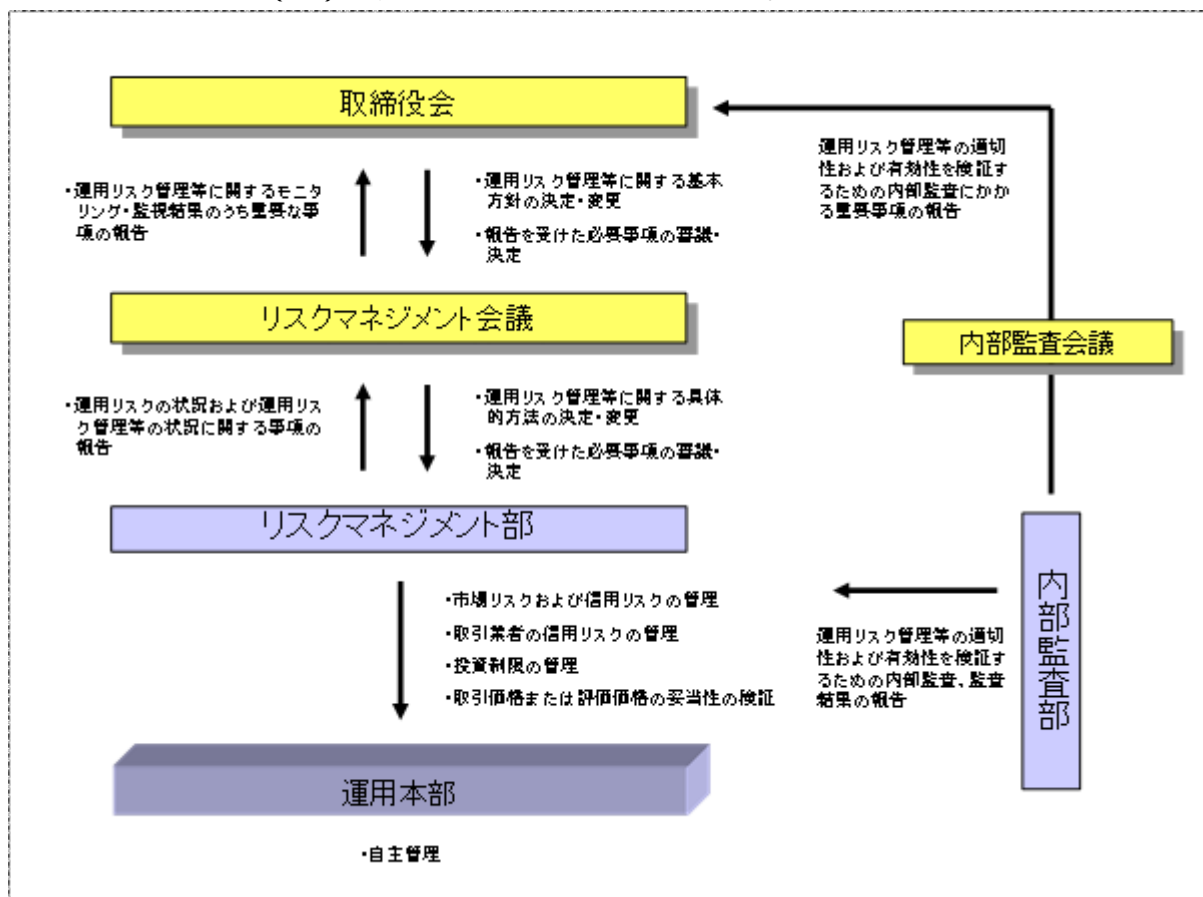 取締役会
・運用リスク管理等に関するモニタ
リング・監視結果のうち重要な事
項の報告
・運用リスク管理等に関する基本
方針の決定・変更
・報告を受けた必要事項の審議・
決定
運用リスク管理等の適切
性および有効性を検証す
るための内部監査にかか
る重要事項の報告
リスクマネジメント会議
内部監査会議
・運用リスクの状況および運用リス
ク管理等の状況に関する事項の
報告
・運用リスク管理等に関する具体
的方法の決定・変更
・報告を受けた必要事項の審議・
決定
リスクマネジメント部
・市場リスクおよび信用リスクの管理
・取引業者の信用リスクの管理
・投資制限の管理
・取引価格または評価価格の妥当性の検証
運用リスク管理等の適切
性および有効性を検証す
るための内部監査、監査
結果の報告
内部監査部
運用本部
・自主管理